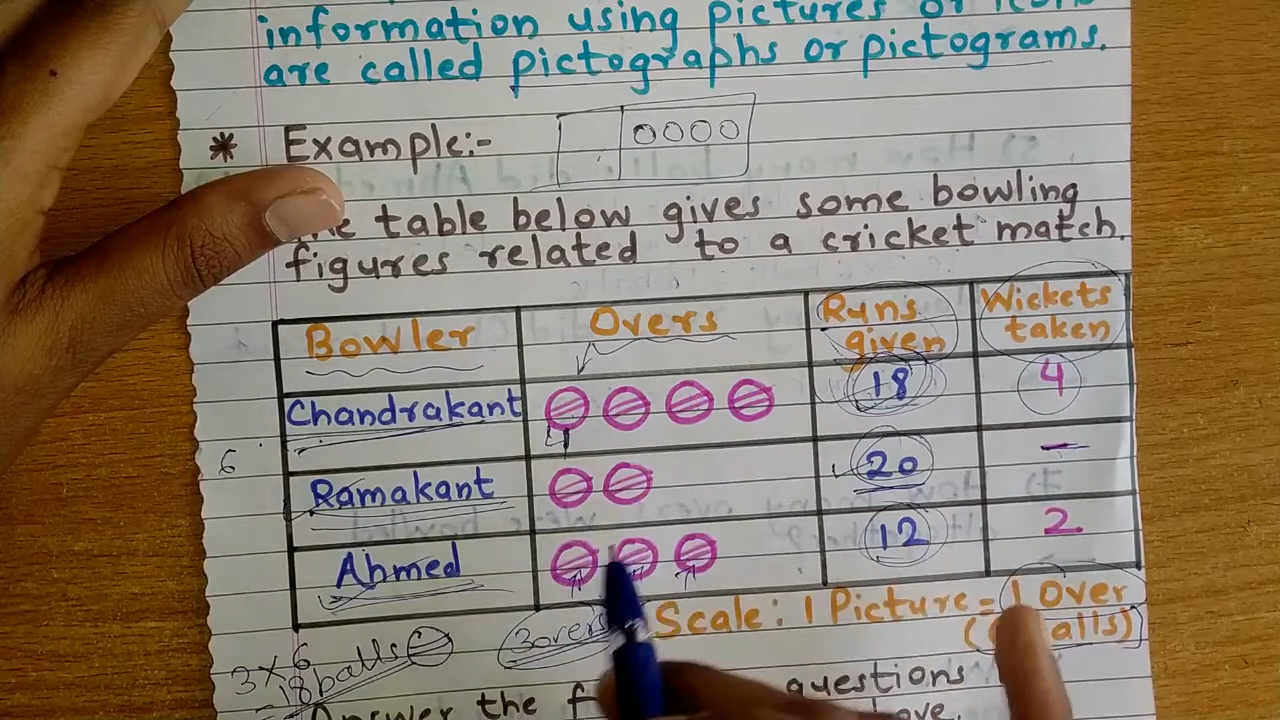 information using pictures or icons
are called pictographs or pictograms.
* Example:-
table below gives some bowling
figures related to a cricket match.
Bowler Overs Runs given Wickets taken
Chandrakant 18 4
6
Ramakant 20 —
Ahmed 12 2
Scale: 1 Picture = 1 Over
3 overs
3 x 6
18 balls
the questions